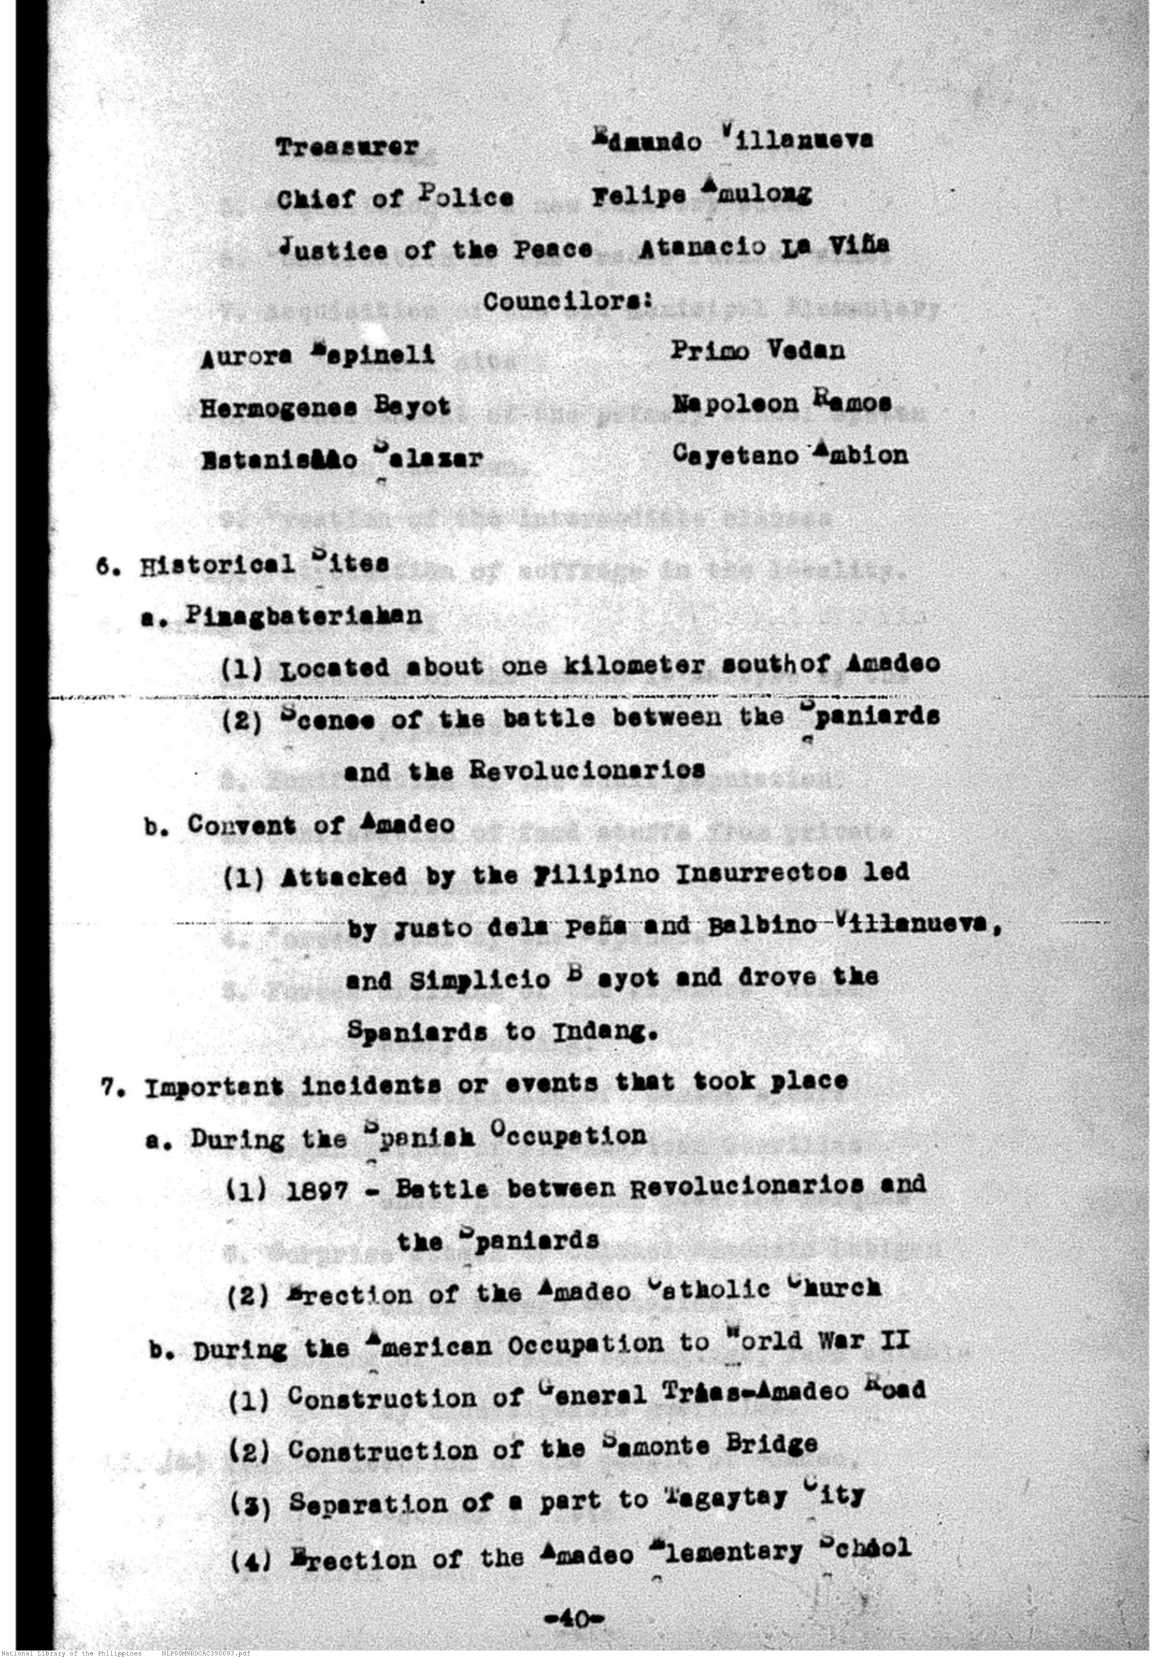 Treasurer Edmundo Villanueva
Chief of Police Felipe Amulong
Justice of the Peace Atanacio La Viña
Councilors:
Aurora Espineli Primo Vedan
Hermogenes Bayot Napoleon Ramos
Estanislao Salazar Cayetano Ambion
6. Historical Sites
a. Pinagbateriahan
(1) Located about one kilometer southof Amadeo
(2) Scenee of the battle between the Spaniards
and the Revolucionarios
b. Convent of Amadeo
(1) Attacked by the Filipino Insurrectos led
by Justo dela Peña and Balbino Villanueva,
and Simplicio B ayot and drove the
Spaniards to Indang.
7. Important incidents or events that took place
a. During the Spanish Occupation
(1) 1897 - Battle between Revolucionarios and
the Spaniards
(2) Erection of the Amadeo Catholic Church
b. During the American Occupation to World War II
(1) Construction of General Trias-Amadeo Road
(2) Construction of the Samonte Bridge
(3) Separation of a part to Tagaytay City
(4) Erection of the Amadeo Elementary School
-40-
National Library of the Philippines